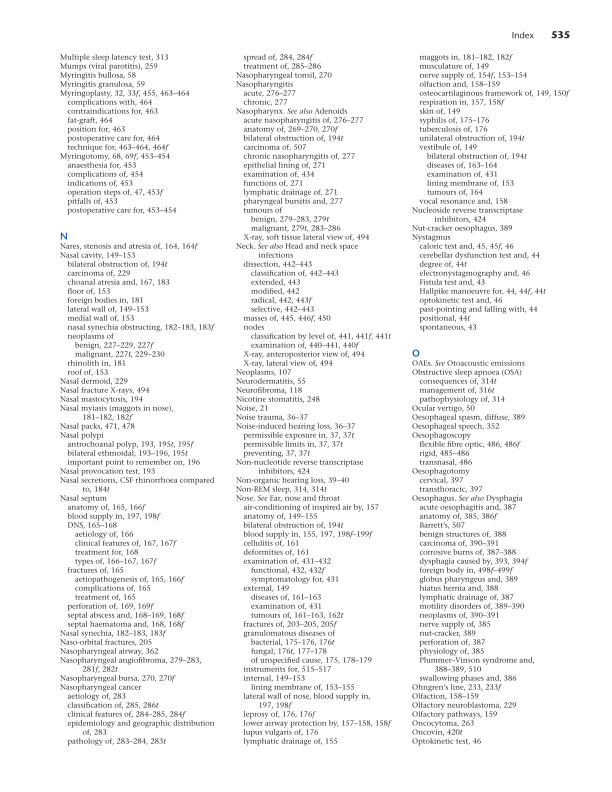 Index 535
Multiple sleep latency test, 313
Mumps (viral parotitis), 259
Myringitis bullosa, 58
Myringitis granulosa, 59
Myringoplasty, 32, 33f, 455, 463–464
complications with, 464
contraindications for, 463
fat-graft, 464
position for, 463
postoperative care for, 464
technique for, 463–464, 464f
Myringotomy, 68, 69f, 453–454
anaesthesia for, 453
complications of, 454
indications of, 453
operation steps of, 47, 453f
pitfalls of, 453
postoperative care for, 453–454
N
Nares, stenosis and atresia of, 164, 164f
Nasal cavity, 149–153
bilateral obstruction of, 194t
carcinoma of, 229
choanal atresia and, 167, 183
floor of, 153
foreign bodies in, 181
lateral wall of, 149–153
medial wall of, 153
nasal synechia obstructing, 182–183, 183f
neoplasms of
benign, 227–229, 227f
malignant, 227t, 229–230
rhinolith in, 181
roof of, 153
Nasal dermoid, 229
Nasal fracture X-rays, 494
Nasal mastocytosis, 194
Nasal myiasis (maggots in nose),
181–182, 182f
Nasal packs, 471, 478
Nasal polypi
antrochoanal polyp, 193, 195t, 195f
bilateral ethmoidal, 193–196, 195t
important point to remember on, 196
Nasal provocation test, 193
Nasal secretions, CSF rhinorrhoea compared
to, 184t
Nasal septum
anatomy of, 165, 166f
blood supply in, 197, 198f
DNS, 165–168
aetiology of, 166
clinical features of, 167, 167f
treatment for, 168
types of, 166–167, 167f
fractures of, 165
aetiopathogenesis of, 165, 166f
complications of, 165
treatment of, 165
perforation of, 169, 169f
septal abscess and, 168–169, 168f
septal haematoma and, 168, 168f
Nasal synechia, 182–183, 183f
Naso-orbital fractures, 205
Nasopharyngeal airway, 362
Nasopharyngeal angiofibroma, 279–283,
281f, 282t
Nasopharyngeal bursa, 270, 270f
Nasopharyngeal cancer
aetiology of, 283
classification of, 285, 286t
clinical features of, 284–285, 284f
epidemiology and geographic distribution
of, 283
pathology of, 283–284, 283t
spread of, 284, 284f
treatment of, 285–286
Nasopharyngeal tonsil, 270
Nasopharyngitis
acute, 276–277
chronic, 277
Nasopharynx. See also Adenoids
acute nasopharyngitis of, 276–277
anatomy of, 269–270, 270f
bilateral obstruction of, 194t
carcinoma of, 507
chronic nasopharyngitis of, 277
epithelial lining of, 271
examination of, 434
functions of, 271
lymphatic drainage of, 271
pharyngeal bursitis and, 277
tumours of
benign, 279–283, 279t
malignant, 279t, 283–286
X-ray, soft tissue lateral view of, 494
Neck. See also Head and neck space
infections
dissection, 442–443
classification of, 442–443
extended, 443
modified, 442
radical, 442, 443f
selective, 442–443
masses of, 445, 446f, 450
nodes
classification by level of, 441, 441f, 441t
examination of, 440–441, 440f
X-ray, anteroposterior view of, 494
X-ray, lateral view of, 494
Neoplasms, 107
Neurodermatitis, 55
Neurofibroma, 118
Nicotine stomatitis, 248
Noise, 21
Noise trauma, 36–37
Noise-induced hearing loss, 36–37
permissible exposure in, 37, 37t
permissible limits in, 37, 37t
preventing, 37, 37t
Non-nucleotide reverse transcriptase
inhibitors, 424
Non-organic hearing loss, 39–40
Non-REM sleep, 314, 314t
Nose. See Ear, nose and throat
air-conditioning of inspired air by, 157
anatomy of, 149–155
bilateral obstruction of, 194t
blood supply in, 155, 197, 198f–199f
cellulitis of, 161
deformities of, 161
examination of, 431–432
functional, 432, 432f
symptomatology for, 431
external, 149
diseases of, 161–163
examination of, 431
tumours of, 161–163, 162t
fractures of, 203–205, 205f
granulomatous diseases of
bacterial, 175–176, 176t
fungal, 176t, 177–178
of unspecified cause, 175, 178–179
instruments for, 515–517
internal, 149–153
lining membrane of, 153–155
lateral wall of nose, blood supply in,
197, 198f
leprosy of, 176, 176f
lower airway protection by, 157–158, 158f
lupus vulgaris of, 176
lymphatic drainage of, 155
maggots in, 181–182, 182f
musculature of, 149
nerve supply of, 154f, 153–154
olfaction and, 158–159
osteocartilaginous framework of, 149, 150f
respiration in, 157, 158f
skin of, 149
syphilis of, 175–176
tuberculosis of, 176
unilateral obstruction of, 194t
vestibule of, 149
bilateral obstruction of, 194t
diseases of, 163–164
examination of, 431
lining membrane of, 153
tumours of, 164
vocal resonance and, 158
Nucleoside reverse transcriptase
inhibitors, 424
Nut-cracker oesophagus, 389
Nystagmus
caloric test and, 45, 45f, 46
cerebellar dysfunction test and, 44
degree of, 44t
electronystagmography and, 46
Fistula test and, 43
Hallpike manoeuvre for, 44, 44f, 44t
optokinetic test and, 46
past-pointing and falling with, 44
positional, 44t
spontaneous, 43
O
OAEs. See Otoacoustic emissions
Obstructive sleep apnoea (OSA)
consequences of, 314t
management of, 316t
pathophysiology of, 314
Ocular vertigo, 50
Oesophageal spasm, diffuse, 389
Oesophageal speech, 352
Oesophagoscopy
flexible fibre optic, 486, 486f
rigid, 485–486
transnasal, 486
Oesophagotomy
cervical, 397
transthoracic, 397
Oesophagus. See also Dysphagia
acute oesophagitis and, 387
anatomy of, 385, 386f
Barrett's, 507
benign structures of, 388
carcinoma of, 390–391
corrosive burns of, 387–388
dysphagia caused by, 393, 394f
foreign body in, 498f–499f
globus pharyngeus and, 389
hiatus hernia and, 388
lymphatic drainage of, 387
motility disorders of, 389–390
neoplasms of, 390–391
nerve supply of, 385
nut-cracker, 389
perforation of, 387
physiology of, 385
Plummer–Vinson syndrome and,
388–389, 510
swallowing phases and, 386
Ohngren's line, 233, 233f
Olfaction, 158–159
Olfactory neuroblastoma, 229
Olfactory pathways, 159
Oncocytoma, 263
Oncovin, 420t
Optokinetic test, 46